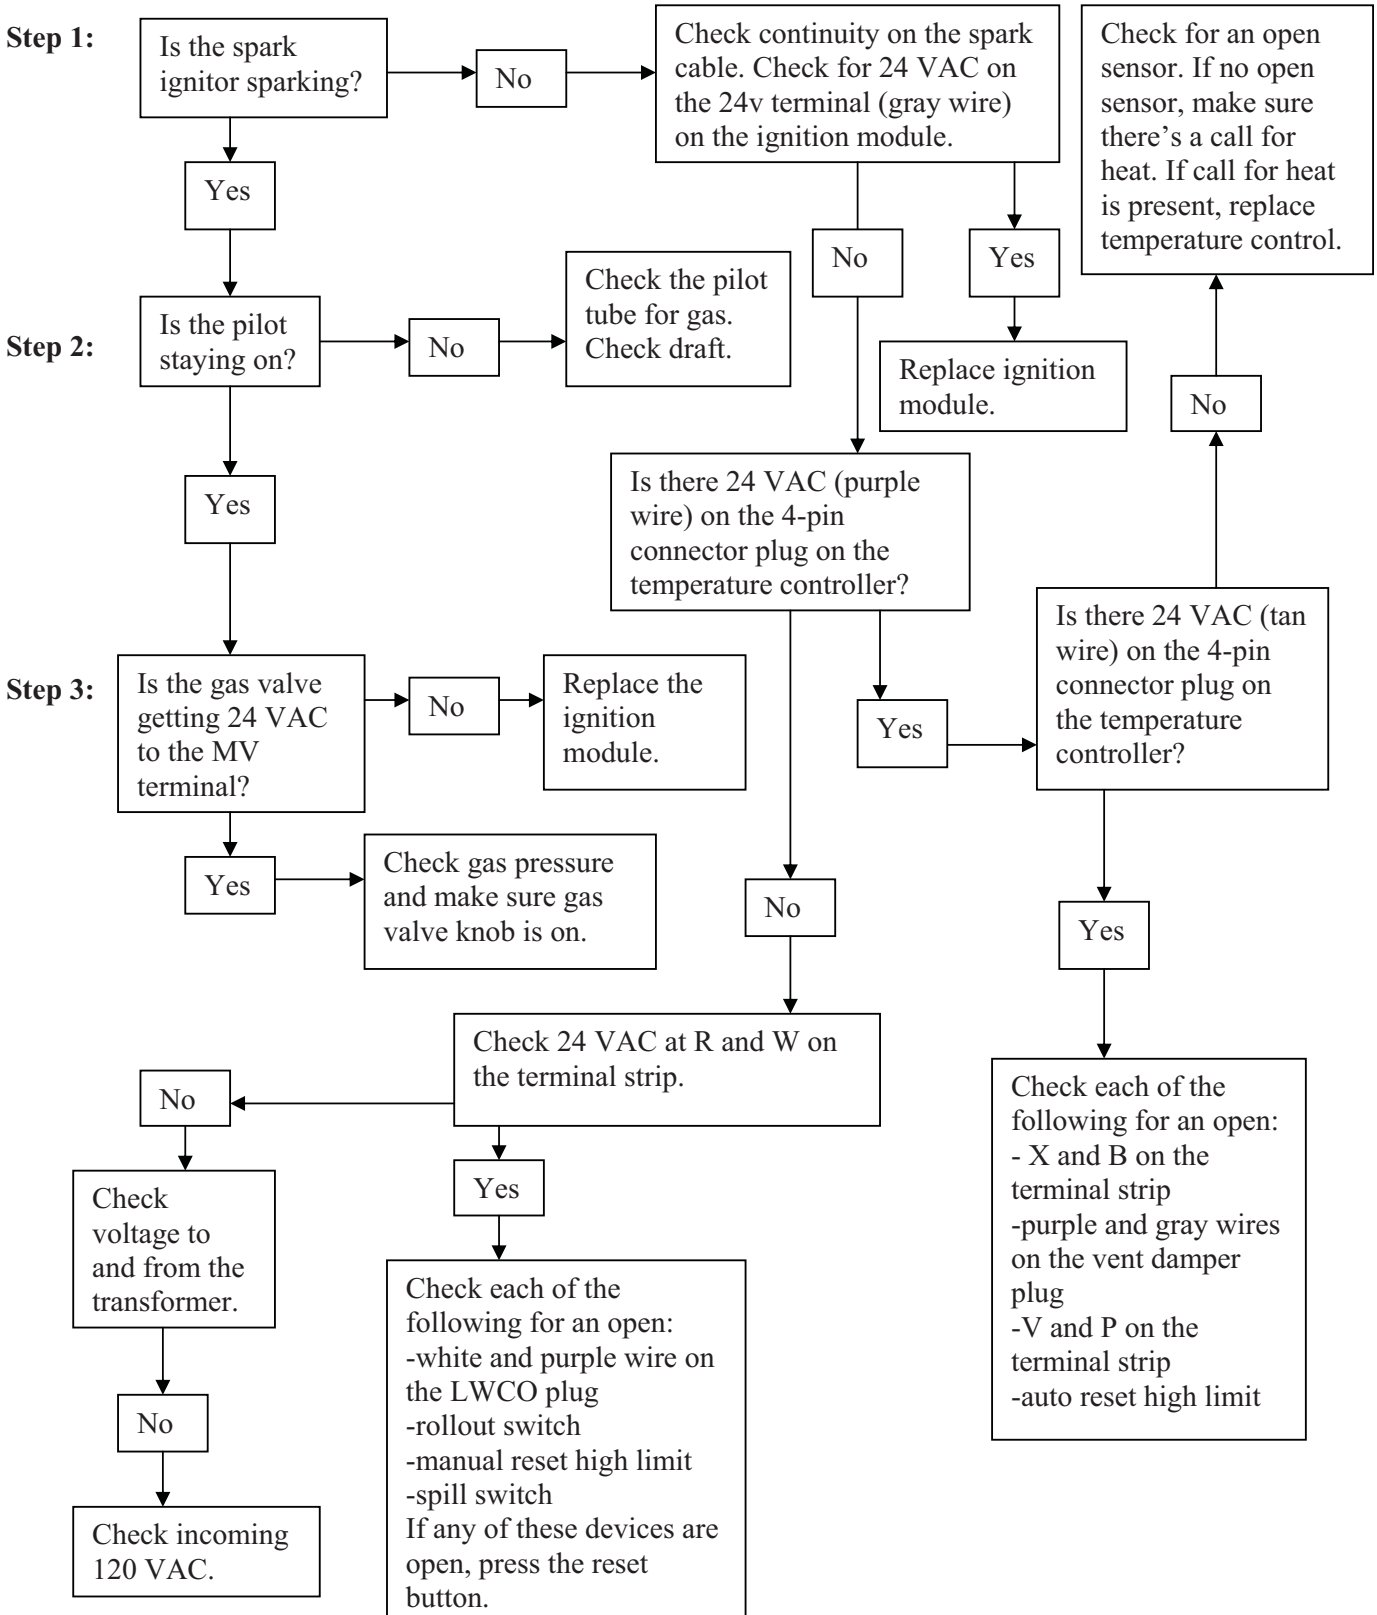 Step 1:
Is the spark
ignitor sparking?
No
Check continuity on the spark
cable. Check for 24 VAC on
the 24v terminal (gray wire)
on the ignition module.
Check for an open
sensor. If no open
sensor, make sure
there’s a call for
heat. If call for heat
is present, replace
temperature control.
Yes
No
Yes
Step 2:
Is the pilot
staying on?
No
Check the pilot
tube for gas.
Check draft.
Replace ignition
module.
No
Yes
Is there 24 VAC (purple
wire) on the 4-pin
connector plug on the
temperature controller?
Is there 24 VAC (tan
wire) on the 4-pin
connector plug on
the temperature
controller?
Step 3:
Is the gas valve
getting 24 VAC
to the MV
terminal?
No
Replace the
ignition
module.
Yes
Yes
Check gas pressure
and make sure gas
valve knob is on.
No
Yes
Check 24 VAC at R and W on
the terminal strip.
No
Yes
Check
voltage to
and from the
transformer.
No
Check incoming
120 VAC.
Check each of the
following for an open:
-white and purple wire on
the LWCO plug
-rollout switch
-manual reset high limit
-spill switch
If any of these devices are
open, press the reset
button.
Check each of the
following for an open:
- X and B on the
terminal strip
-purple and gray wires
on the vent damper
plug
-V and P on the
terminal strip
-auto reset high limit